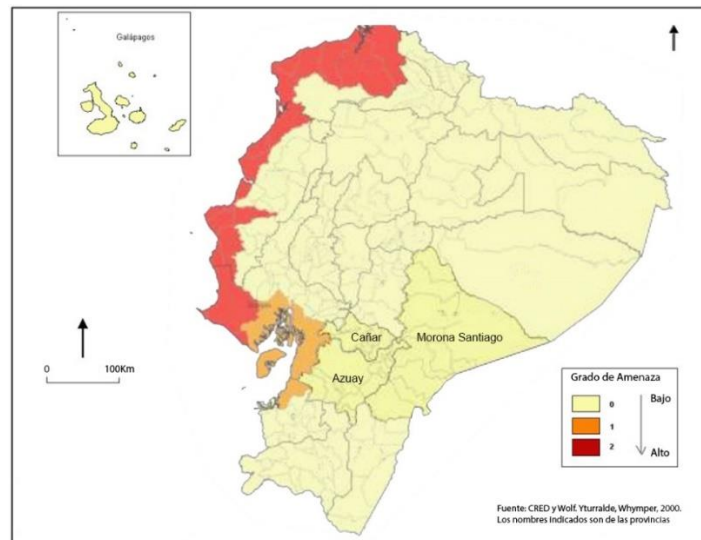 Galápagos
Cañar
Morona Santiago
Azuay
0
100Km
Grado de Amenaza
0
Bajo
1
2
Alto
Fuente: CRED y Wolf. Yturralde, Whymper, 2000.
Los nombres indicados son de las provincias